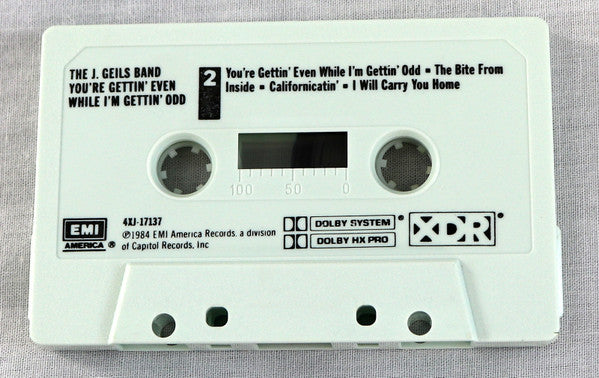 THE J. GEILS BAND
YOU'RE GETTIN' EVEN
WHILE I'M GETTIN' ODD
2
You're Gettin' Even While I'm Gettin' Odd ▪ The Bite From
Inside ▪ Californicatin' ▪ I Will Carry You Home
100 50 0
EMI
AMERICA ®
4XJ-17137
℗1984 EMI America Records, a division
of Capitol Records, Inc
DOLBY SYSTEM ®
DOLBY HX PRO
XDR ®